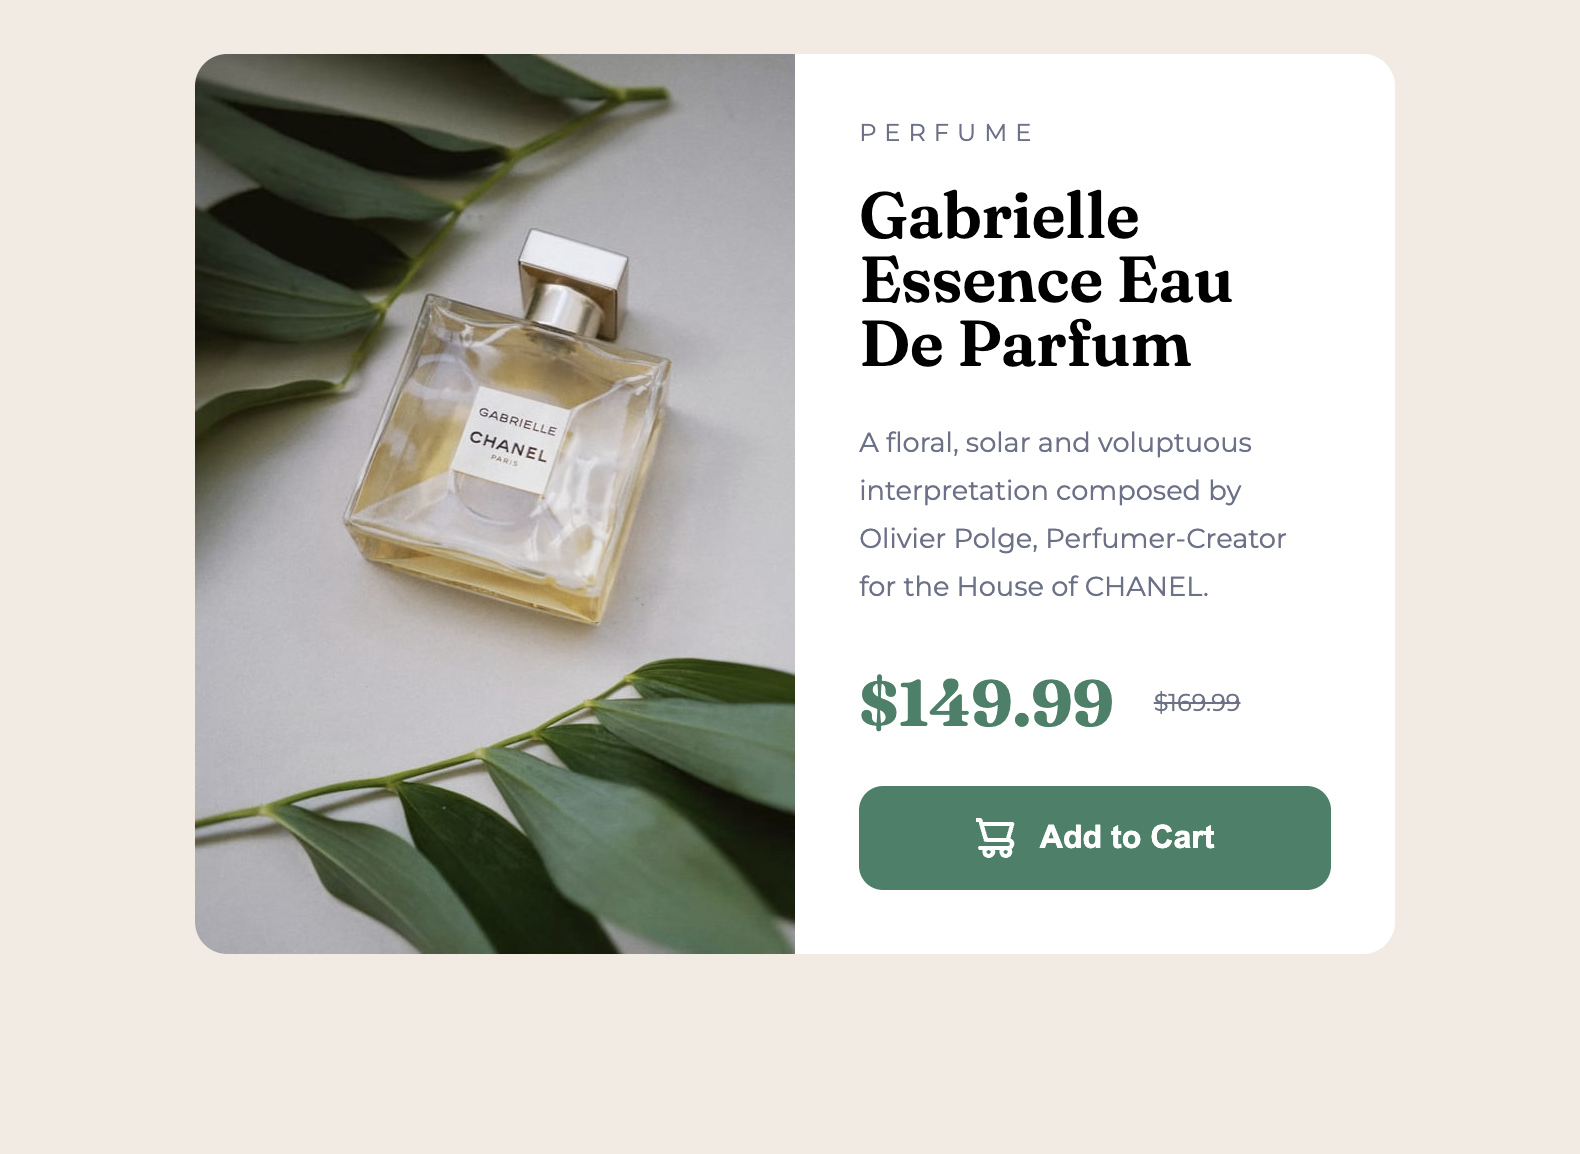 GABRIELLE
CHANEL
PARIS
PERFUME
Gabrielle
Essence Eau
De Parfum
A floral, solar and voluptuous
interpretation composed by
Olivier Polge, Perfumer-Creator
for the House of CHANEL.
$149.99 $169.99
Add to Cart